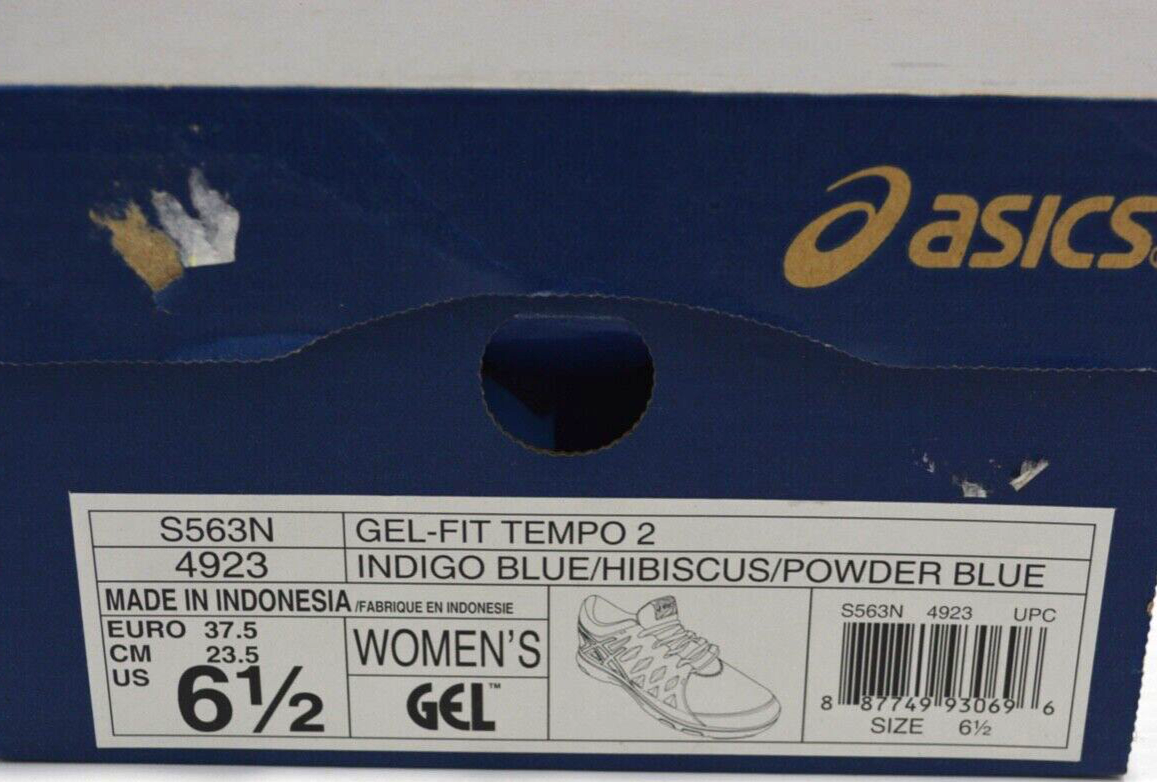 asics
S563N GEL-FIT TEMPO 2
4923 INDIGO BLUE/HIBISCUS/POWDER BLUE
MADE IN INDONESIA /FABRIQUE EN INDONESIE
EURO 37.5
CM 23.5
US 6½
WOMEN'S
GEL™
S563N 4923 UPC
8 87749 93069 6
SIZE 6½